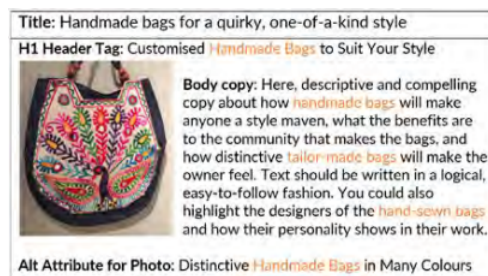 Title: Handmade bags for a quirky, one-of-a-kind style
H1 Header Tag: Customised Handmade Bags to Suit Your Style
Body copy: Here, descriptive and compelling
copy about how handmade bags will make
anyone a style maven, what the benefits are
to the community that makes the bags, and
how distinctive tailor-made bags will make the
owner feel. Text should be written in a logical,
easy-to-follow fashion. You could also
highlight the designers of the hand-sewn bags
and how their personality shows in their work.
Alt Attribute for Photo: Distinctive Handmade Bags in Many Colours